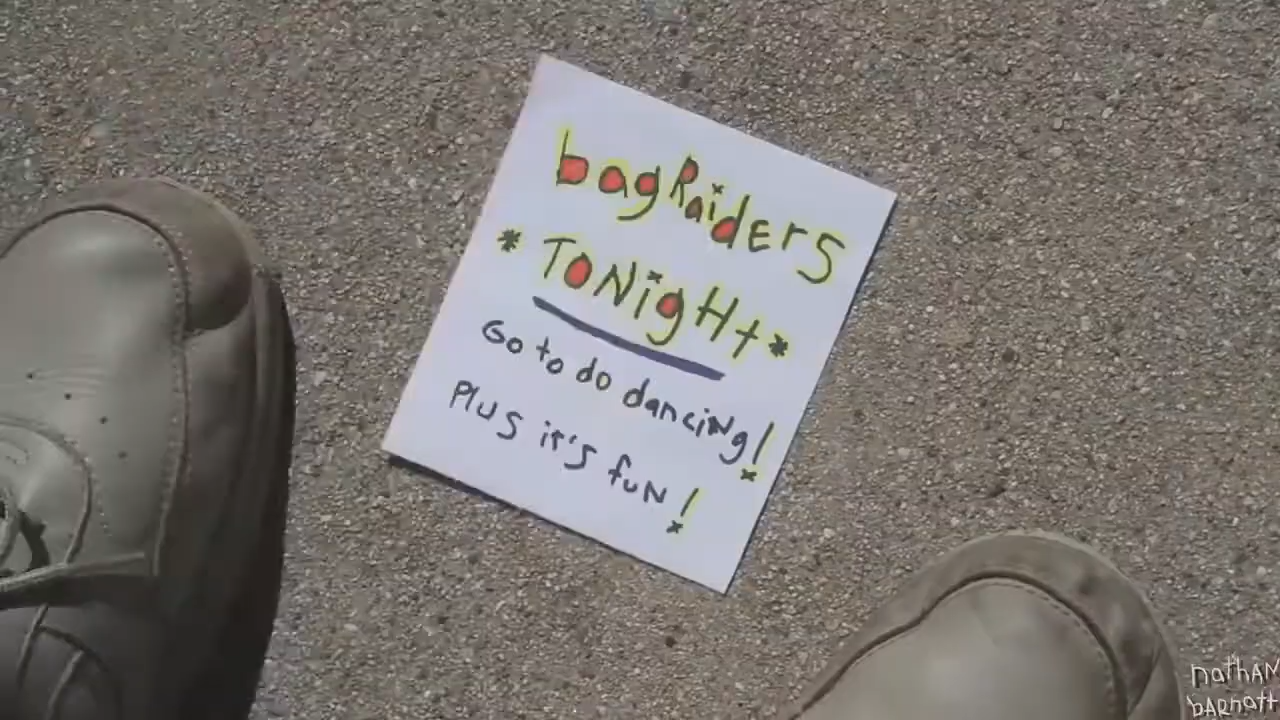 bagRaiders
*TONigHt*
Go to do dancing!
Plus it's fun!
nathAN
bARnatt